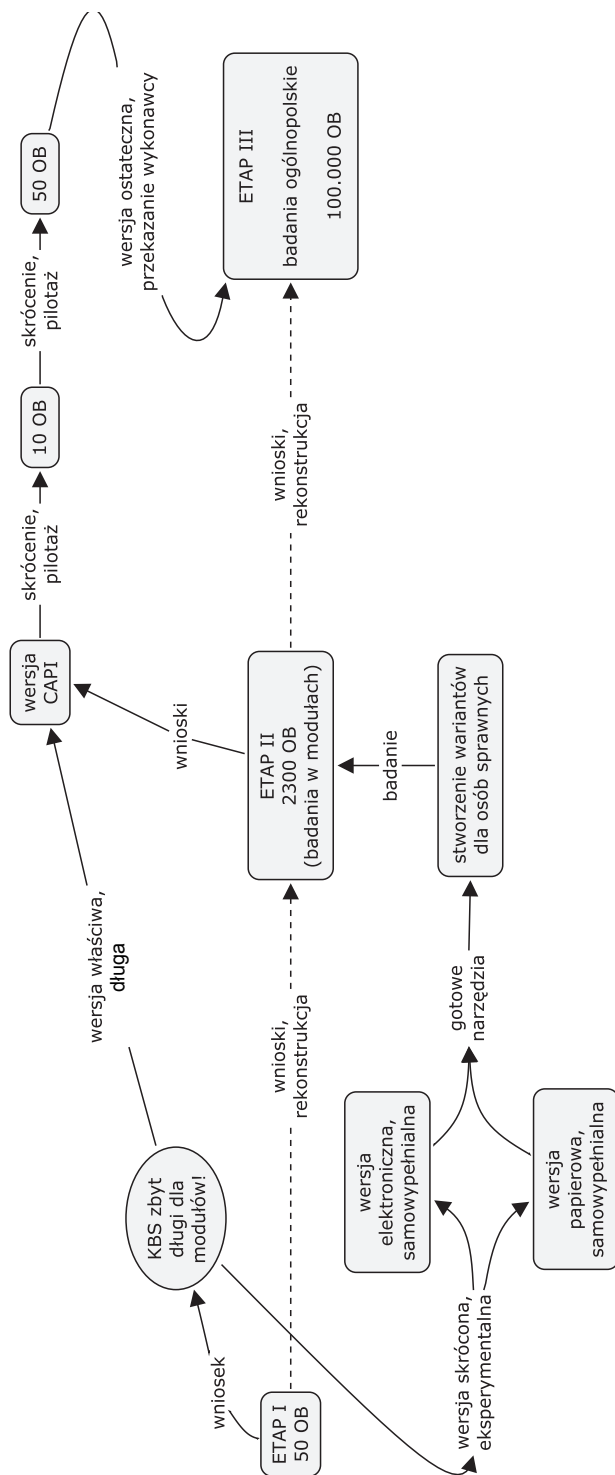 ETAP I
50 OB
wniosek
KBS zbyt
długi dla
modułów!
wersja właściwa,
długa
wersja
CAPI
skrócenie,
pilotaż
10 OB
skrócenie,
pilotaż
50 OB
wersja ostateczna,
przekazanie wykonawcy
wnioski,
rekonstrukcja
ETAP II
2300 OB
(badania w modułach)
wnioski
wnioski,
rekonstrukcja
ETAP III
badania ogólnopolskie
100.000 OB
wersja skrócona,
eksperymentalna
wersja
elektroniczna,
samowypełnialna
wersja
papierowa,
samowypełnialna
gotowe
narzędzia
stworzenie wariantów
dla osób sprawnych
badanie